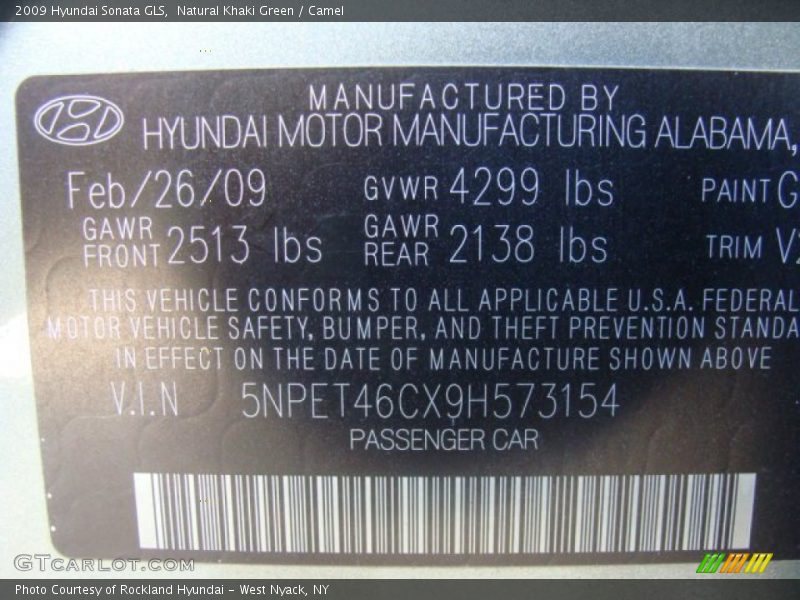 2009 Hyundai Sonata GLS, Natural Khaki Green / Camel
MANUFACTURED BY
HYUNDAI MOTOR MANUFACTURING ALABAMA,
Feb/26/09 GVWR 4299 lbs PAINT G
GAWR FRONT 2513 lbs GAWR REAR 2138 lbs TRIM V
THIS VEHICLE CONFORMS TO ALL APPLICABLE U.S.A. FEDERAL
MOTOR VEHICLE SAFETY, BUMPER, AND THEFT PREVENTION STANDA
IN EFFECT ON THE DATE OF MANUFACTURE SHOWN ABOVE
V.I.N 5NPET46CX9H573154
PASSENGER CAR
GTCARLOT.COM
Photo Courtesy of Rockland Hyundai - West Nyack, NY